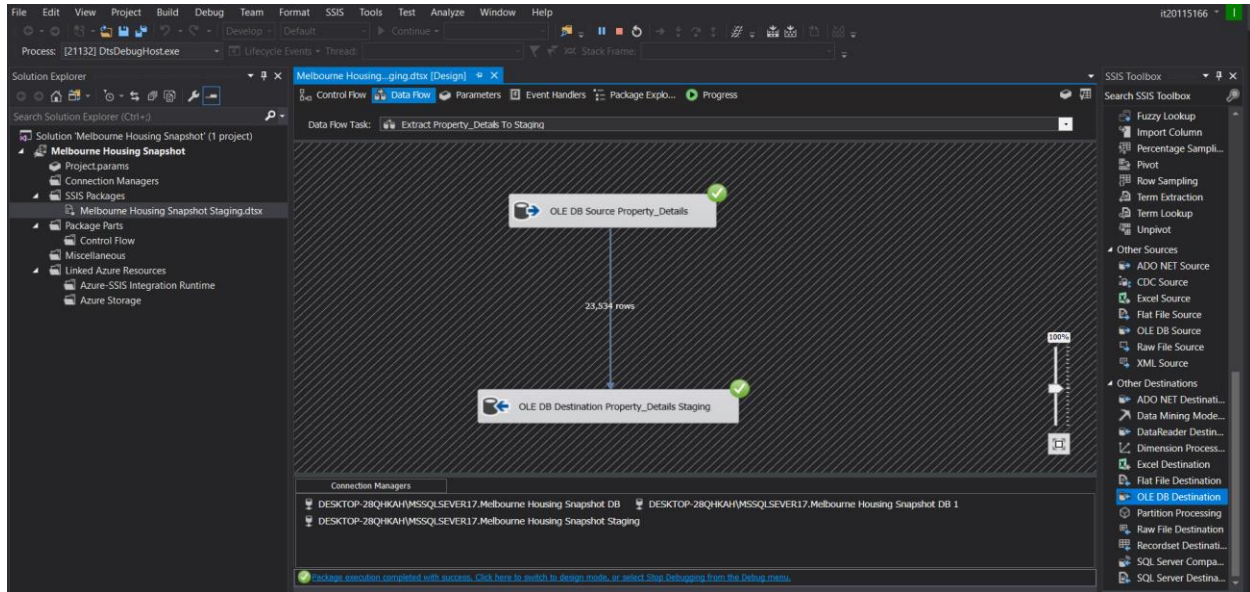 File Edit View Project Build Debug Team Format SSIS Tools Test Analyze Window Help it20115166 I
Develop Default Continue
Process: [21132] DtsDebugHost.exe Lifecycle Events Thread: Stack Frame:
Solution Explorer
Search Solution Explorer (Ctrl+;)
Solution 'Melbourne Housing Snapshot' (1 project)
Melbourne Housing Snapshot
Project.params
Connection Managers
SSIS Packages
Melbourne Housing Snapshot Staging.dtsx
Package Parts
Control Flow
Miscellaneous
Linked Azure Resources
Azure-SSIS Integration Runtime
Azure Storage
Melbourne Housing...ging.dtsx [Design]
Control Flow Data Flow Parameters Event Handlers Package Explo... Progress
Data Flow Task: Extract Property_Details To Staging
OLE DB Source Property_Details
23,534 rows
OLE DB Destination Property_Details Staging
100%
Connection Managers
DESKTOP-28QHKAH\MSSQLSEVER17.Melbourne Housing Snapshot DB DESKTOP-28QHKAH\MSSQLSEVER17.Melbourne Housing Snapshot DB 1
DESKTOP-28QHKAH\MSSQLSEVER17.Melbourne Housing Snapshot Staging
Package execution completed with success. Click here to switch to design mode, or select Stop Debugging from the Debug menu.
SSIS Toolbox
Search SSIS Toolbox
Fuzzy Lookup
Import Column
Percentage Sampli...
Pivot
Row Sampling
Term Extraction
Term Lookup
Unpivot
Other Sources
ADO NET Source
CDC Source
Excel Source
Flat File Source
OLE DB Source
Raw File Source
XML Source
Other Destinations
ADO NET Destinati...
Data Mining Mode...
DataReader Destin...
Dimension Process...
Excel Destination
Flat File Destination
OLE DB Destination
Partition Processing
Raw File Destination
Recordset Destinati...
SQL Server Compa...
SQL Server Destina...